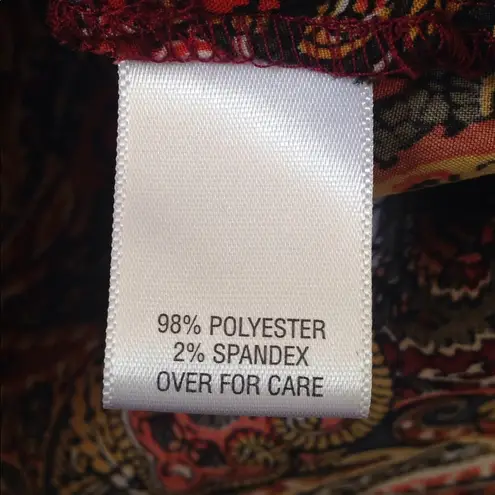 98% POLYESTER
2% SPANDEX
OVER FOR CARE